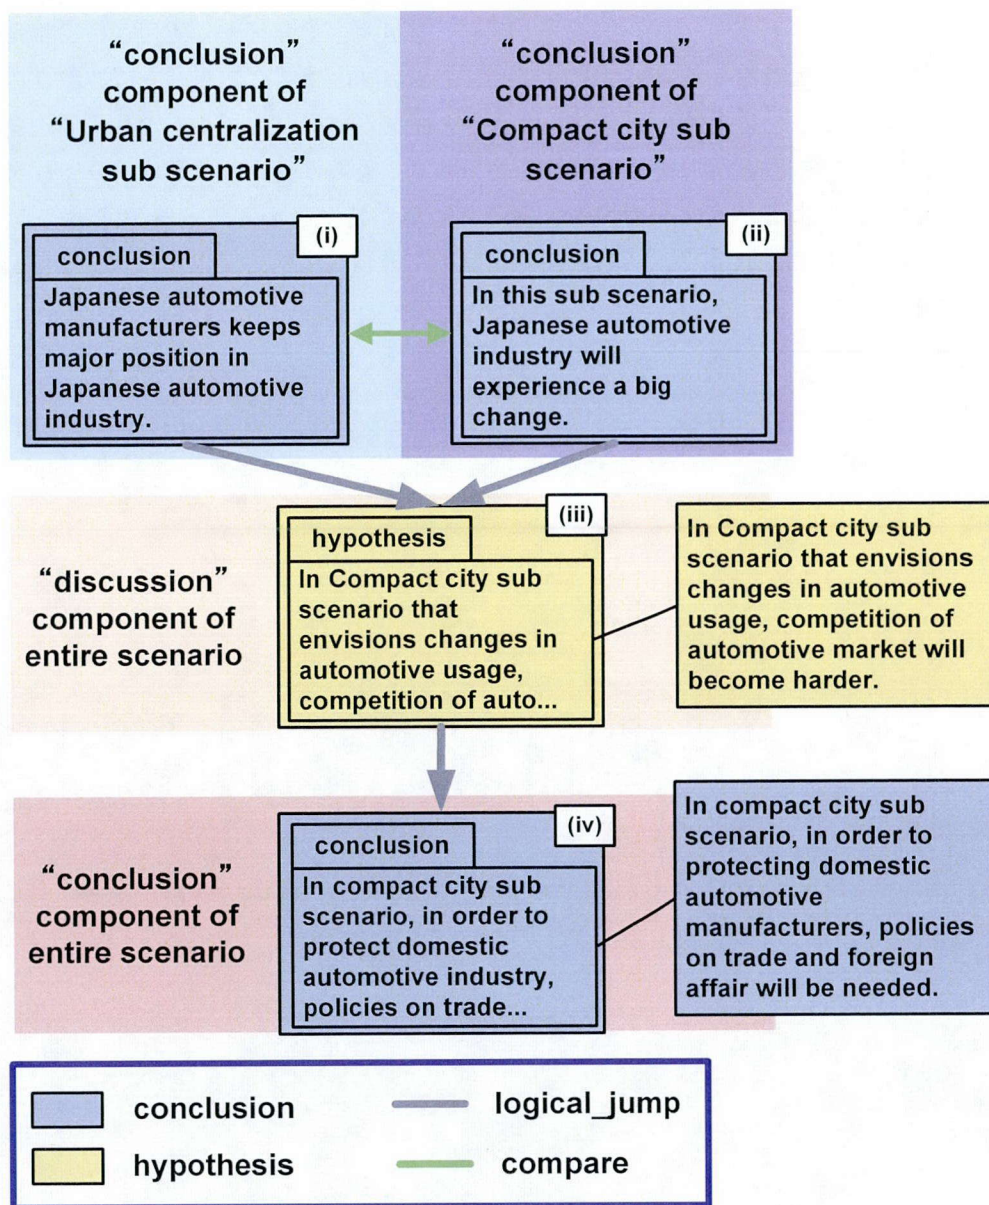 “conclusion”
component of
“Urban centralization
sub scenario”
“conclusion”
component of
“Compact city sub
scenario”
(i)
conclusion
Japanese automotive
manufacturers keeps
major position in
Japanese automotive
industry.
(ii)
conclusion
In this sub scenario,
Japanese automotive
industry will
experience a big
change.
“discussion”
component of
entire scenario
(iii)
hypothesis
In Compact city sub
scenario that
envisions changes in
automotive usage,
competition of auto...
In Compact city sub
scenario that envisions
changes in automotive
usage, competition of
automotive market will
become harder.
“conclusion”
component of
entire scenario
(iv)
conclusion
In compact city sub
scenario, in order to
protect domestic
automotive industry,
policies on trade...
In compact city sub
scenario, in order to
protecting domestic
automotive
manufacturers, policies
on trade and foreign
affair will be needed.
conclusion
logical_jump
hypothesis
compare